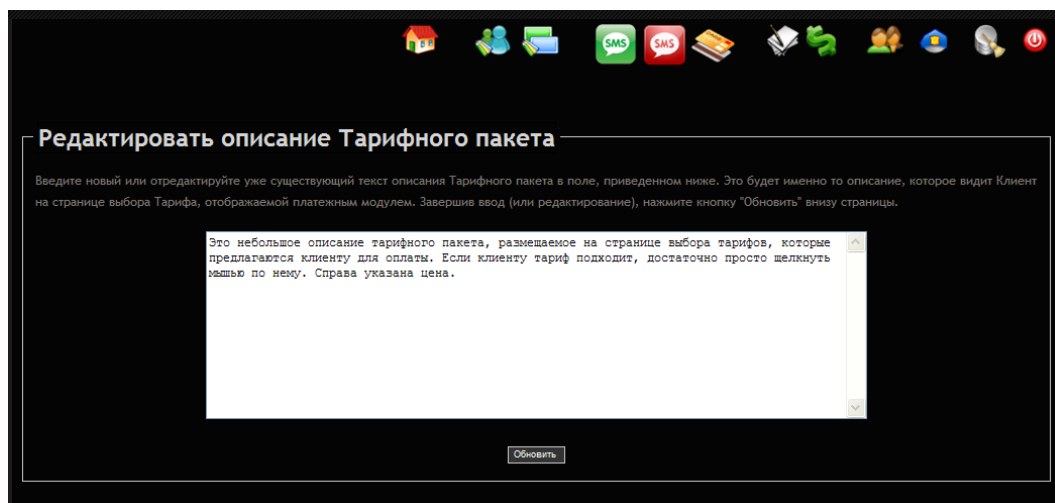 SMS SMS
Редактировать описание Тарифного пакета
Введите новый или отредактируйте уже существующий текст описания Тарифного пакета в поле, приведенном ниже. Это будет именно то описание, которое видит Клиент
на странице выбора Тарифа, отображаемой платежным модулем. Завершив ввод (или редактирование), нажмите кнопку "Обновить" внизу страницы.
Это небольшое описание тарифного пакета, размещаемое на странице выбора тарифов, которые
предлагаются клиенту для оплаты. Если клиенту тариф подходит, достаточно просто щелкнуть
мышью по нему. Справа указана цена.
Обновить